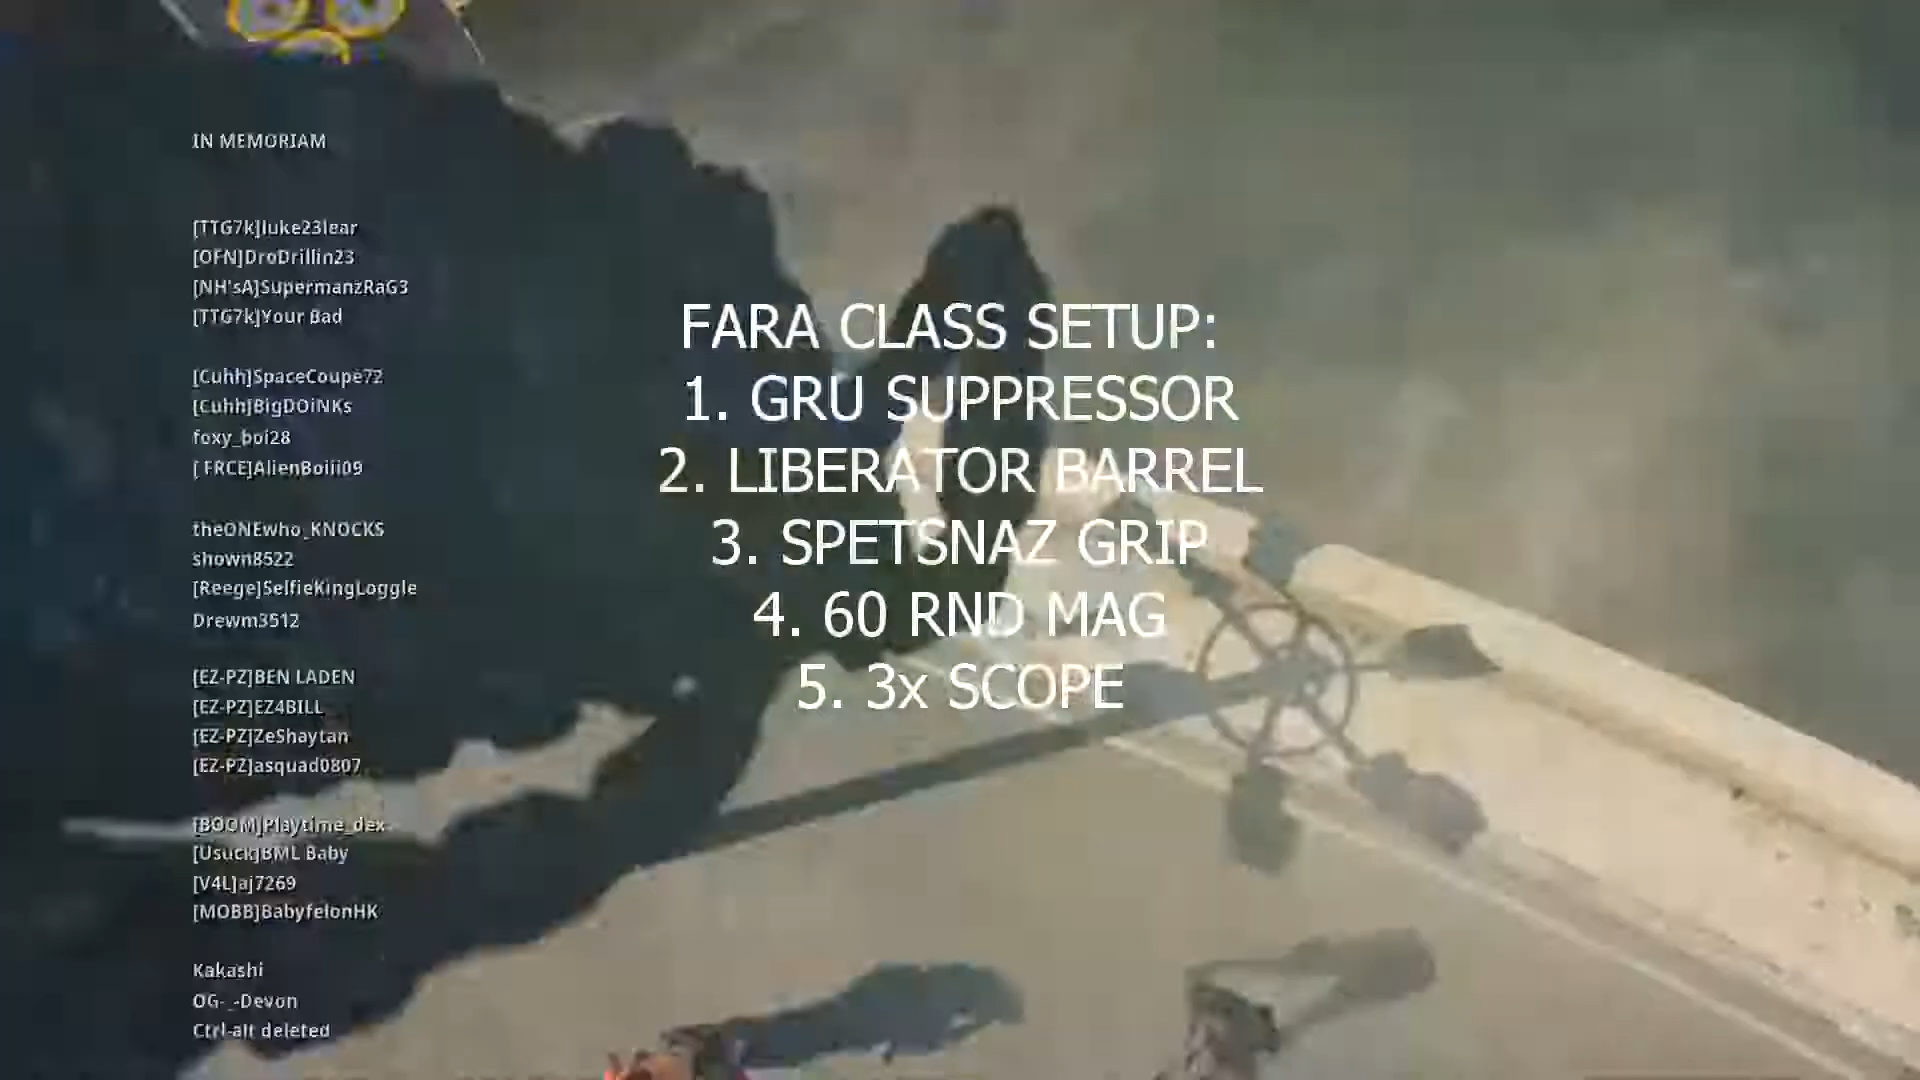 IN MEMORIAM
[TTG7k]luke23lear
[OFN]DroDrillin23
[NH'sA]SupermanzRaG3
[TTG7k]Your Bad
[Cuhh]SpaceCoupe72
[Cuhh]BigDOiNKs
foxy_boi28
[ FRCE]AlienBoiii09
theONEwho_KNOCKS
shown8522
[Reege]SelfieKingLoggle
Drewm3512
[EZ-PZ]BEN LADEN
[EZ-PZ]EZ4BILL
[EZ-PZ]ZeShaytan
[EZ-PZ]asquad0807
[BOOM]Playtime_dex
[Usuck]BML Baby
[V4L]aj7269
[MOBB]BabyfelonHK
Kakashi
OG-_-Devon
Ctrl-alt deleted
FARA CLASS SETUP:
1. GRU SUPPRESSOR
2. LIBERATOR BARREL
3. SPETSNAZ GRIP
4. 60 RND MAG
5. 3x SCOPE